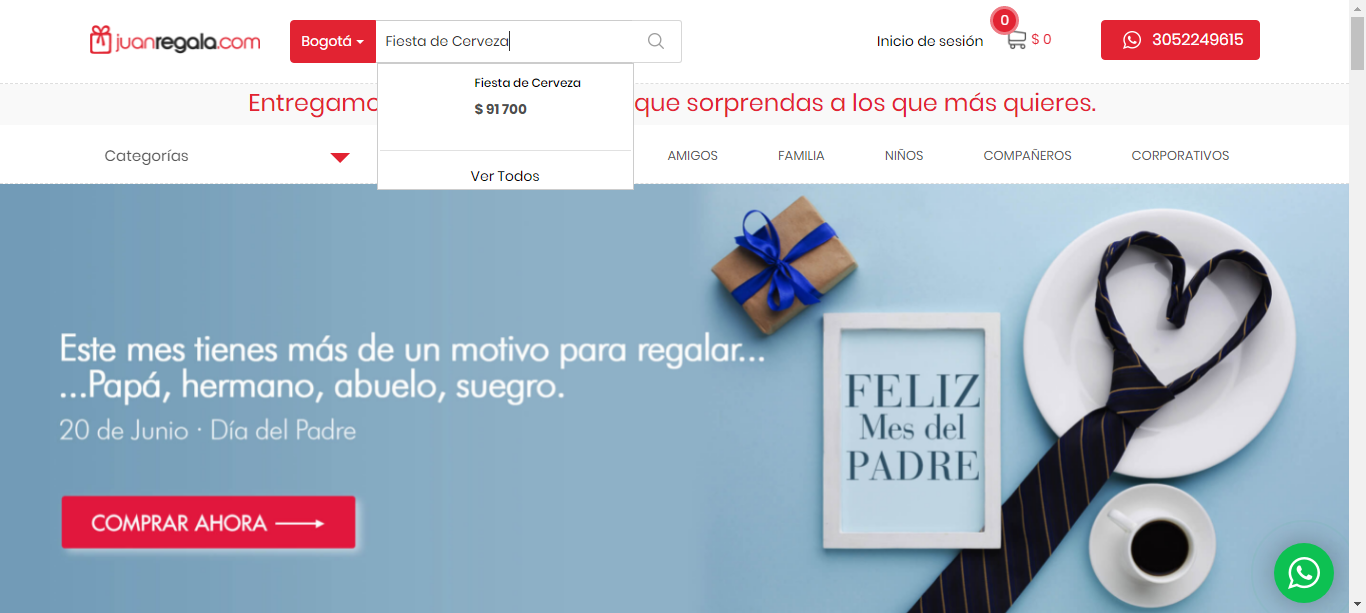 juanregala.com
Bogotá
Fiesta de Cerveza
0
Inicio de sesión
$ 0
3052249615
Fiesta de Cerveza
$ 91 700
Ver Todos
que sorprendas a los que más quieres.
Categorías
AMIGOS
FAMILIA
NIÑOS
COMPAÑEROS
CORPORATIVOS
Este mes tienes más de un motivo para regalar...
...Papá, hermano, abuelo, suegro.
20 de Junio · Día del Padre
COMPRAR AHORA
FELIZ
Mes del
PADRE